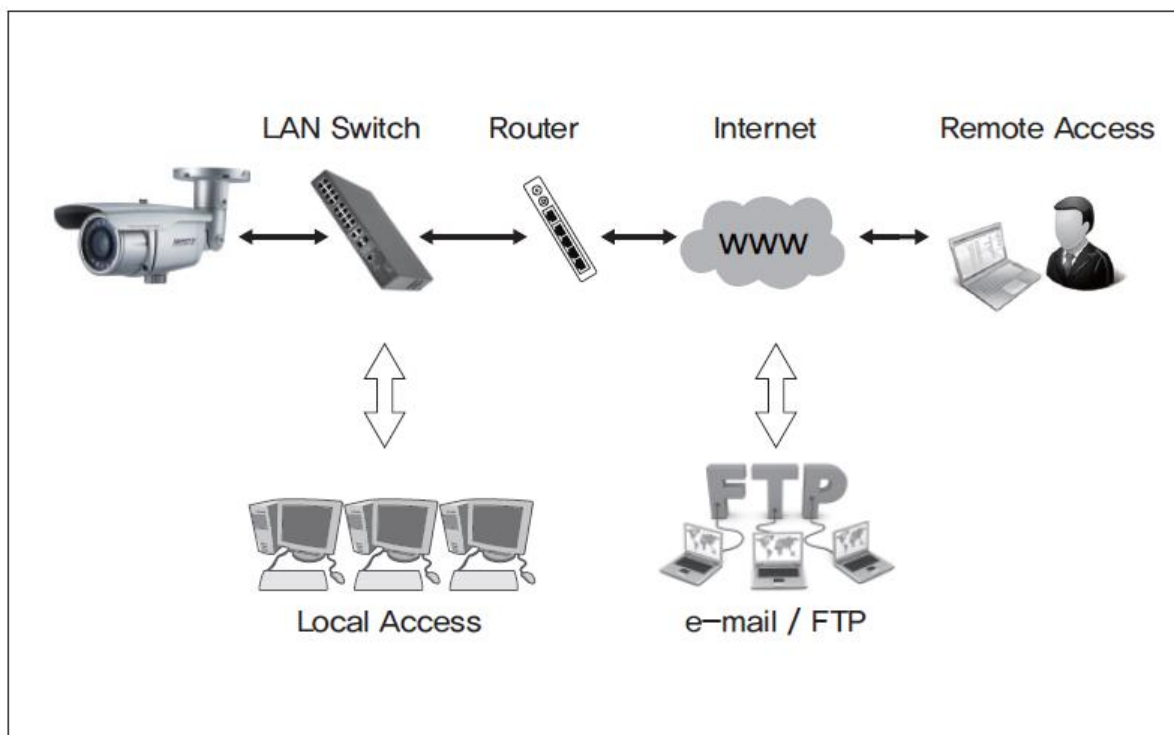 LAN Switch
Router
Internet
Remote Access
WWW
FTP
Local Access
e-mail / FTP